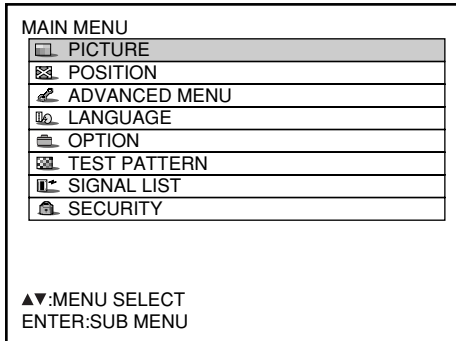 MAIN MENU
PICTURE
POSITION
ADVANCED MENU
LANGUAGE
OPTION
TEST PATTERN
SIGNAL LIST
SECURITY
▲▼:MENU SELECT
ENTER:SUB MENU